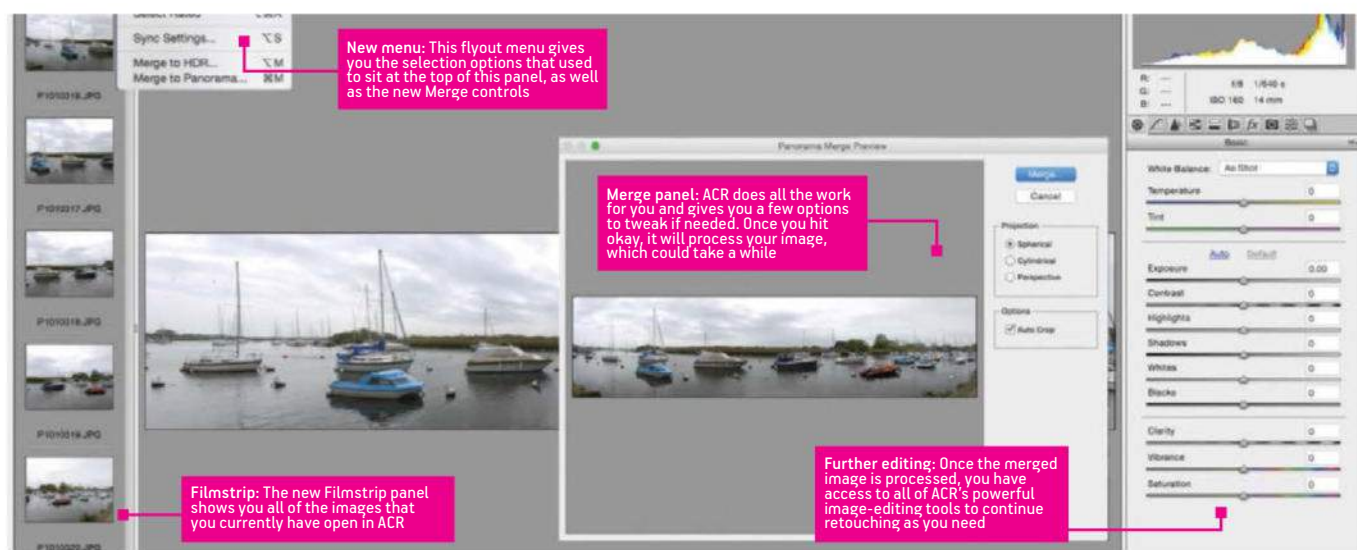 Sync Settings... ⌥S
Merge to HDR... ⌥M
Merge to Panorama... ⌘M
New menu: This flyout menu gives
you the selection options that used
to sit at the top of this panel, as well
as the new Merge controls
P1010317.JPG
P1010318.JPG
P1010319.JPG
Filmstrip: The new Filmstrip panel
shows you all of the images that
you currently have open in ACR
Panorama Merge Preview
Merge panel: ACR does all the work
for you and gives you a few options
to tweak if needed. Once you hit
okay, it will process your image,
which could take a while
Merge...
Cancel
Projection
Spherical
Cylindrical
Perspective
Options
Auto Crop
Further editing: Once the merged
image is processed, you have
access to all of ACR's powerful
image-editing tools to continue
retouching as you need
R: ---
G: ---
B: ---
f/8 1/640 s
ISO 160 14 mm
Basic
White Balance: As Shot
Temperature 0
Tint 0
Auto Default
Exposure 0.00
Contrast 0
Highlights 0
Shadows 0
Whites 0
Blacks 0
Clarity 0
Vibrance 0
Saturation 0